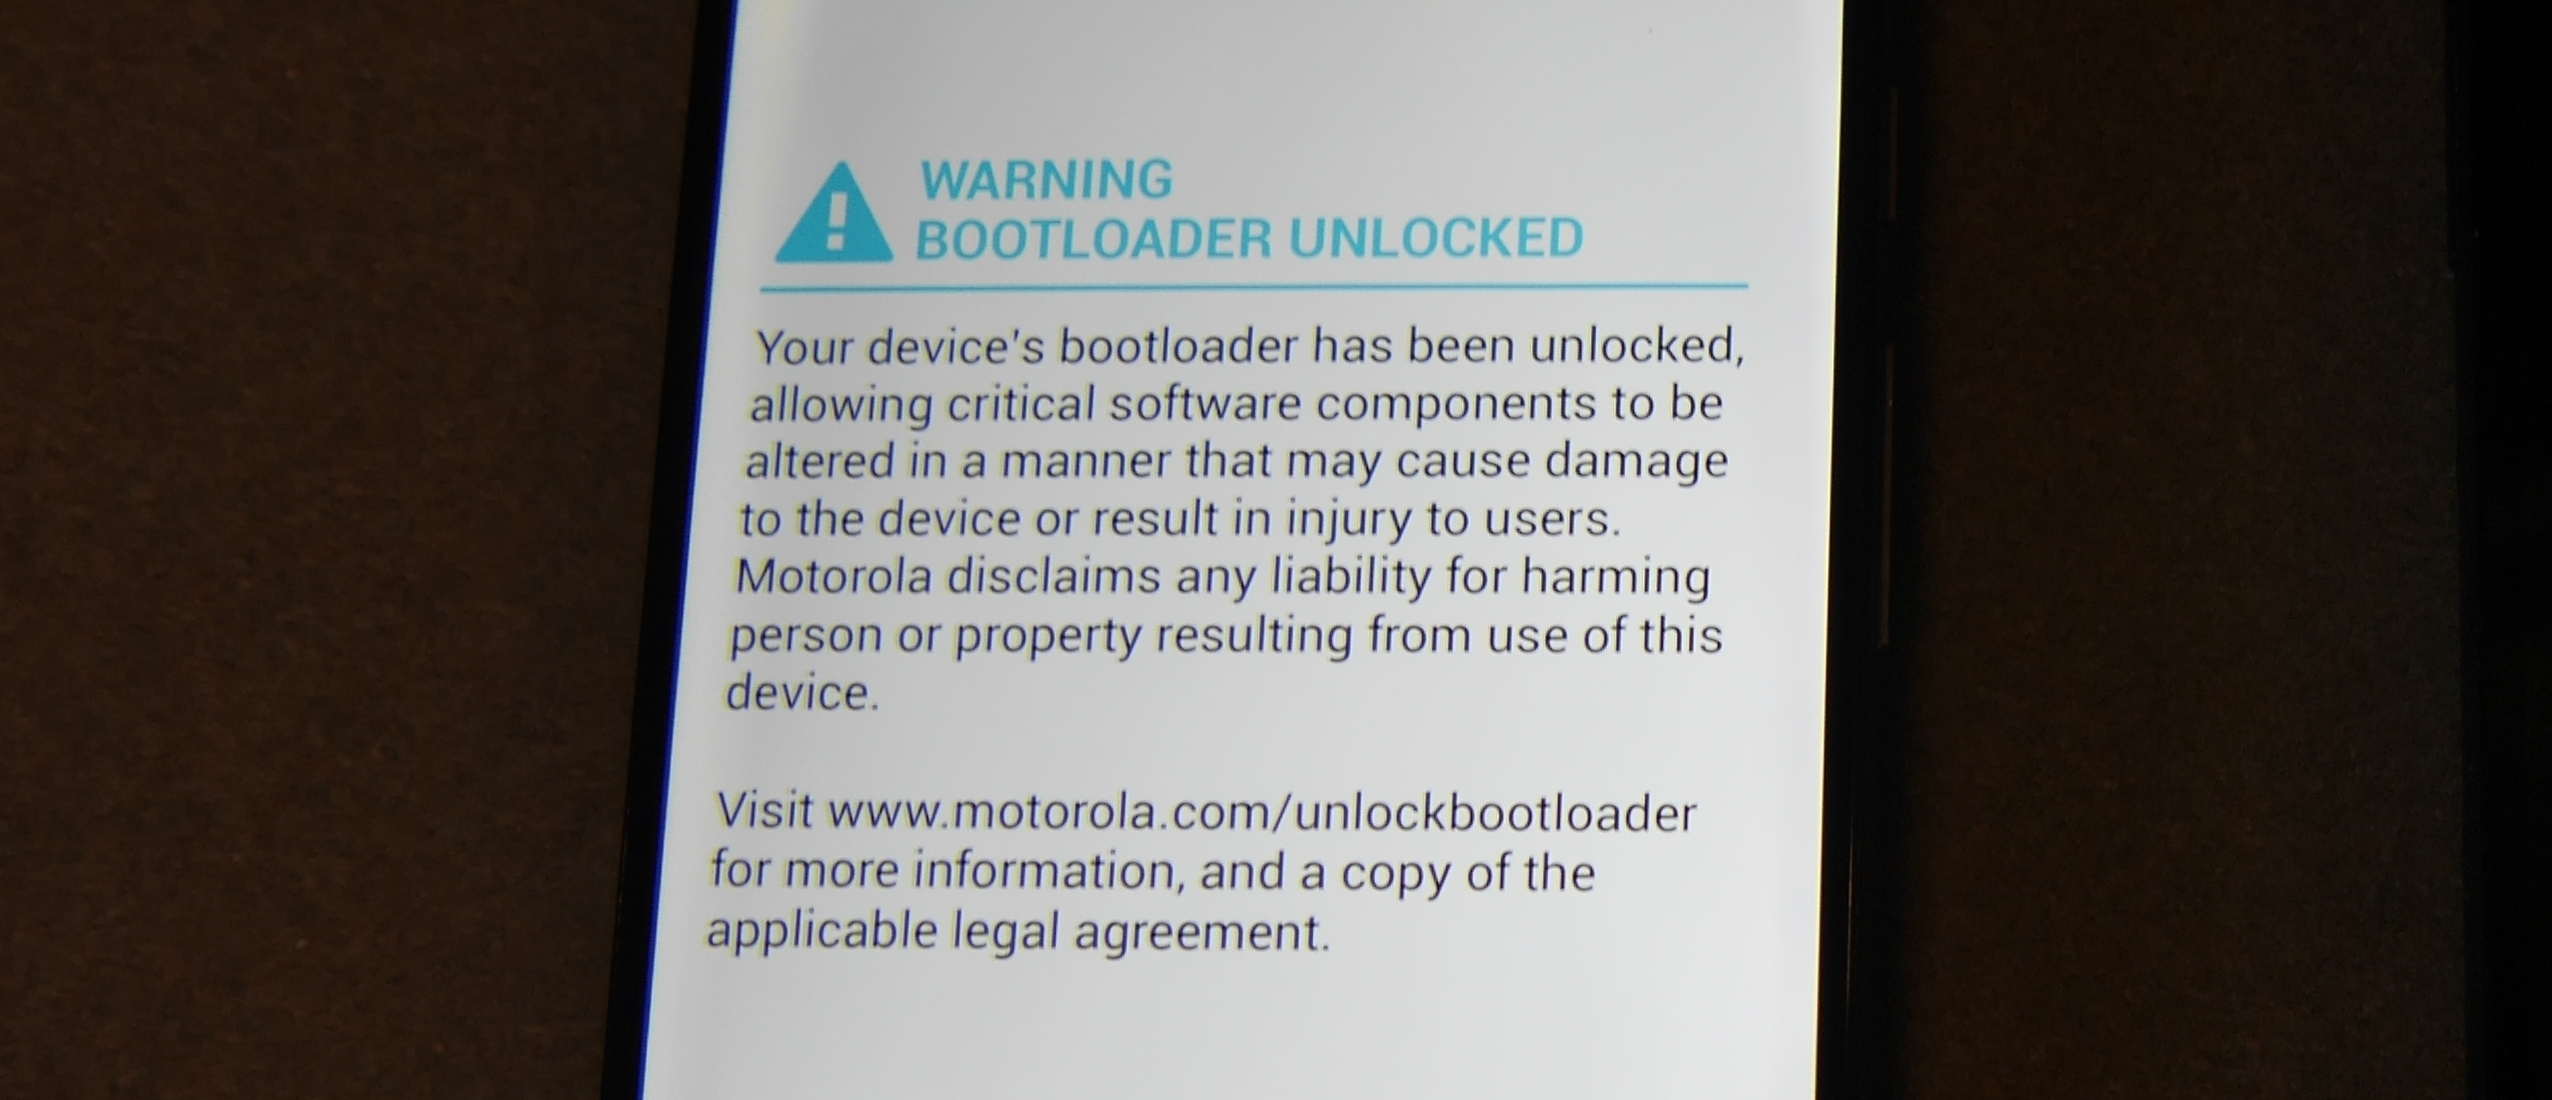 WARNING
BOOTLOADER UNLOCKED
Your device's bootloader has been unlocked,
allowing critical software components to be
altered in a manner that may cause damage
to the device or result in injury to users.
Motorola disclaims any liability for harming
person or property resulting from use of this
device.
Visit www.motorola.com/unlockbootloader
for more information, and a copy of the
applicable legal agreement.